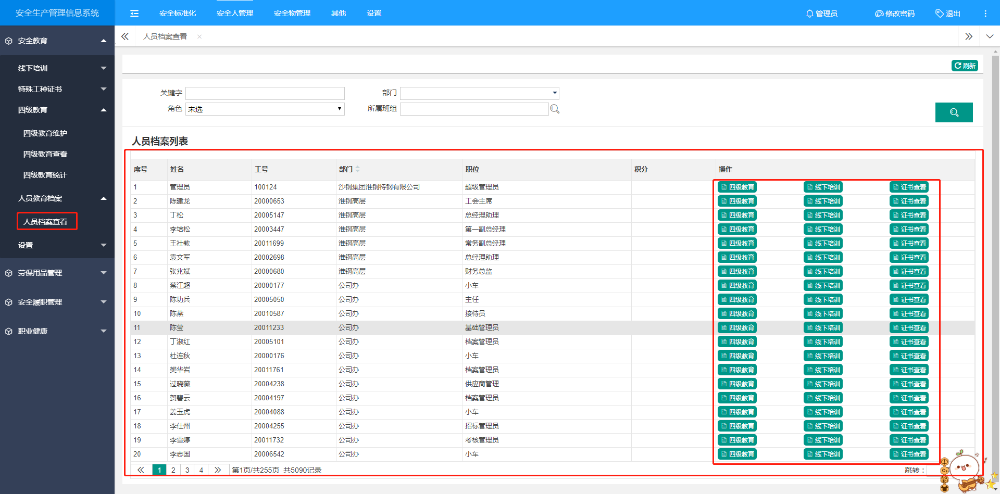 安全生产管理信息系统
安全标准化 安全人管理 安全物管理 其他 设置 管理员 修改密码 退出
安全教育
线下培训
特殊工种证书
四级教育
四级教育维护
四级教育查看
四级教育统计
人员教育档案
人员档案查看
设置
劳保用品管理
安全履职管理
职业健康
人员档案查看
刷新
关键字 部门
角色 未选 所属班组
人员档案列表
序号 姓名 工号 部门 职位 积分 操作
1 管理员 100124 沙钢集团淮钢特钢有限公司 超级管理员 四级教育 线下培训 证书查看
2 陈建龙 20000653 淮钢高层 工会主席 四级教育 线下培训 证书查看
3 丁松 20005147 淮钢高层 总经理助理 四级教育 线下培训 证书查看
4 李培松 20003447 淮钢高层 第一副总经理 四级教育 线下培训 证书查看
5 王社教 20011699 淮钢高层 常务副总经理 四级教育 线下培训 证书查看
6 袁文军 20002698 淮钢高层 总经理助理 四级教育 线下培训 证书查看
7 张兆斌 20000680 淮钢高层 财务总监 四级教育 线下培训 证书查看
8 蔡江超 20000177 公司办 小车 四级教育 线下培训 证书查看
9 陈功兵 20005050 公司办 主任 四级教育 线下培训 证书查看
10 陈燕 20010587 公司办 接待员 四级教育 线下培训 证书查看
11 陈莹 20011233 公司办 基础管理员 四级教育 线下培训 证书查看
12 丁淑红 20005101 公司办 档案管理员 四级教育 线下培训 证书查看
13 杜连秋 20000176 公司办 小车 四级教育 线下培训 证书查看
14 樊华岩 20011761 公司办 档案管理员 四级教育 线下培训 证书查看
15 过晓薇 20004238 公司办 供应商管理 四级教育 线下培训 证书查看
16 贺碧云 20004197 公司办 档案管理员 四级教育 线下培训 证书查看
17 姜玉虎 20004088 公司办 小车 四级教育 线下培训 证书查看
18 李仕州 20004255 公司办 招标管理员 四级教育 线下培训 证书查看
19 李雪婷 20011732 公司办 考核管理员 四级教育 线下培训 证书查看
20 李志国 20006542 公司办 小车 四级教育 线下培训 证书查看
1 2 3 4 第1页/共255页 共5090记录 跳转：
中
简